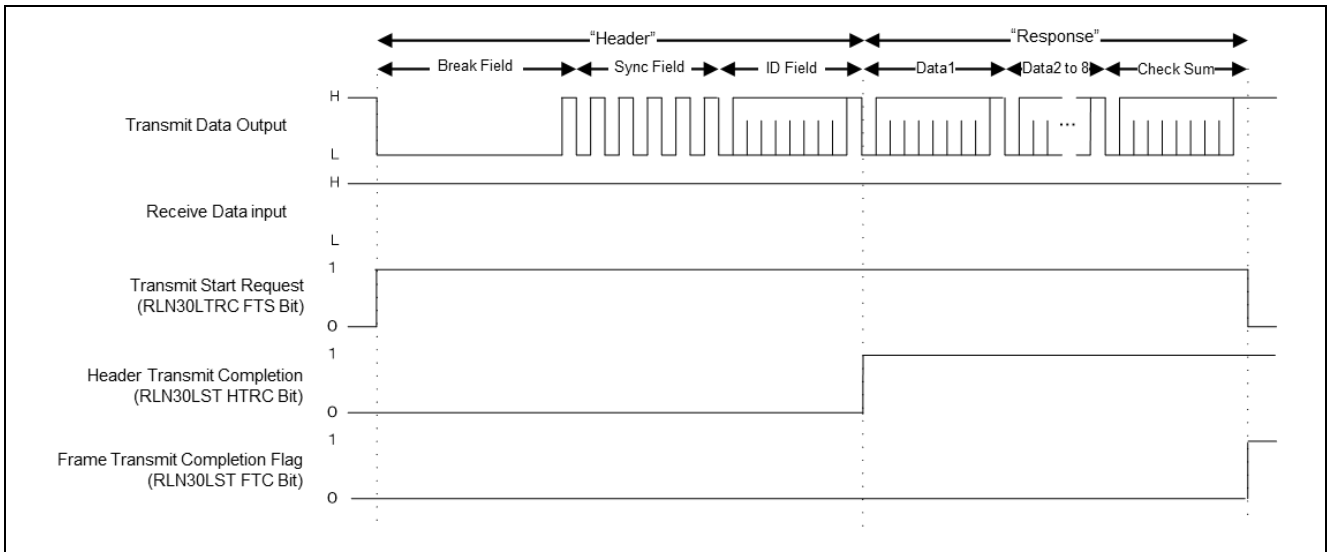 “Header”
“Response”
Break Field
Sync Field
ID Field
Data1
Data2 to 8
Check Sum
H
Transmit Data Output
...
L
H
Receive Data input
L
1
Transmit Start Request
(RLN30LTRC FTS Bit)
0
1
Header Transmit Completion
(RLN30LST HTRC Bit)
0
1
Frame Transmit Completion Flag
(RLN30LST FTC Bit)
0